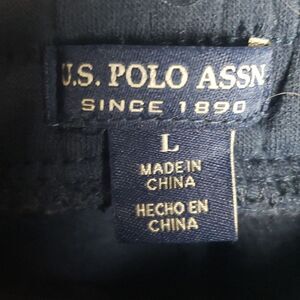 U.S. POLO ASSN.
SINCE 1890
L
MADE IN
CHINA
HECHO EN
CHINA